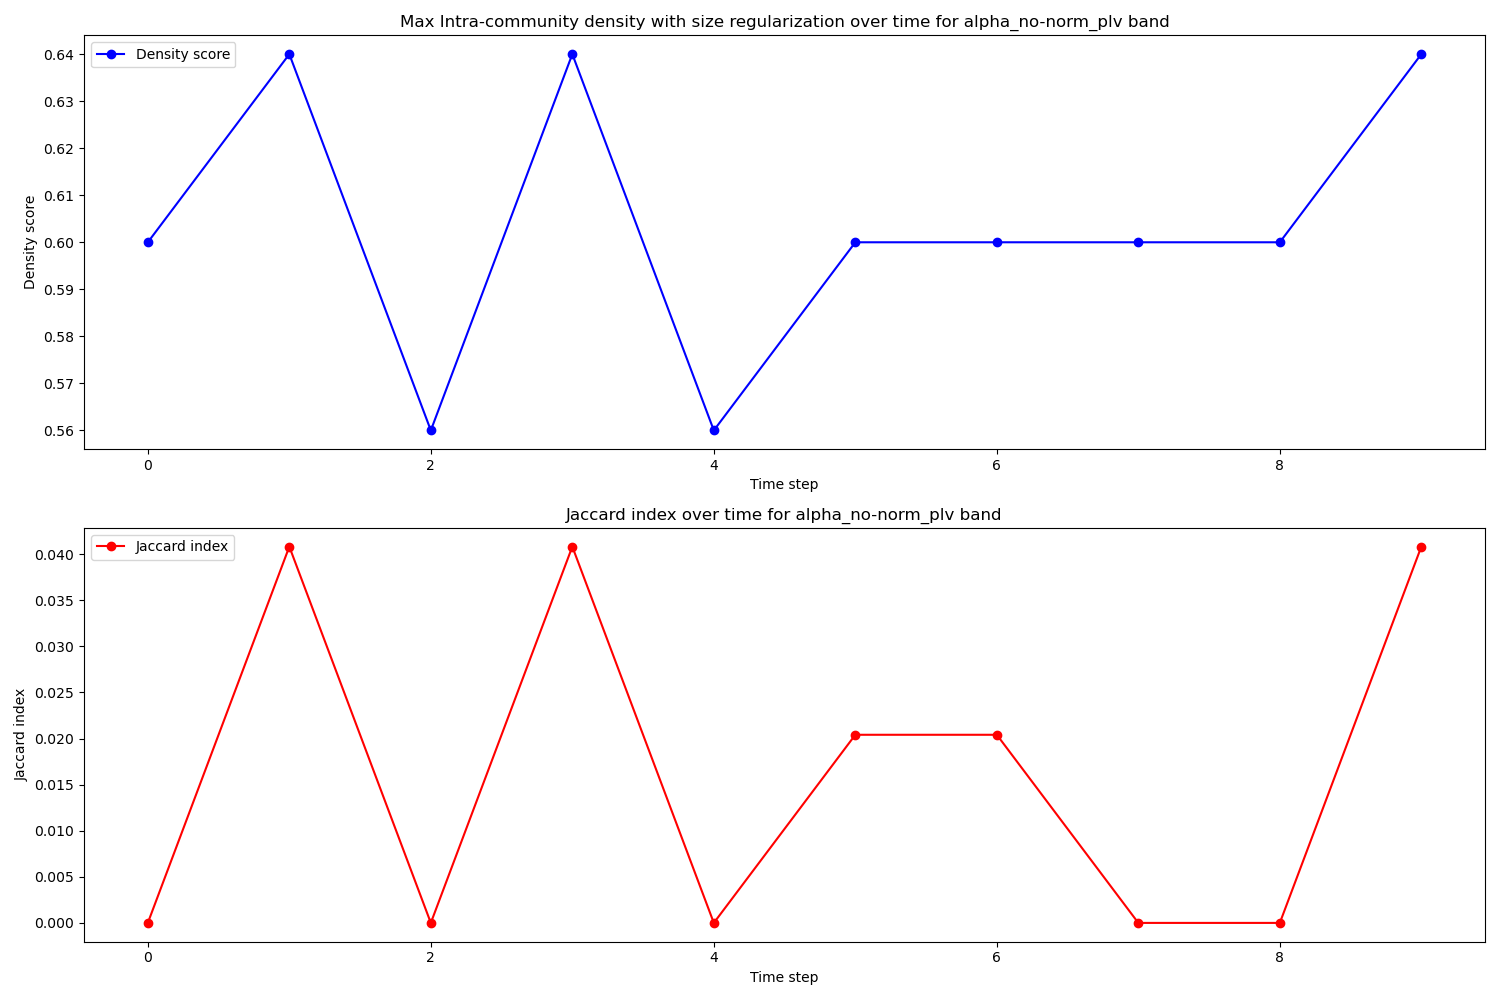 Max Intra-community density with size regularization over time for alpha_no-norm_plv band
Density score
0.64
0.63
0.62
0.61
0.60
0.59
0.58
0.57
0.56
Density score
0 2 4 6 8
Time step
Jaccard index over time for alpha_no-norm_plv band
Jaccard index
0.040
0.035
0.030
0.025
0.020
0.015
0.010
0.005
0.000
Jaccard index
0 2 4 6 8
Time step